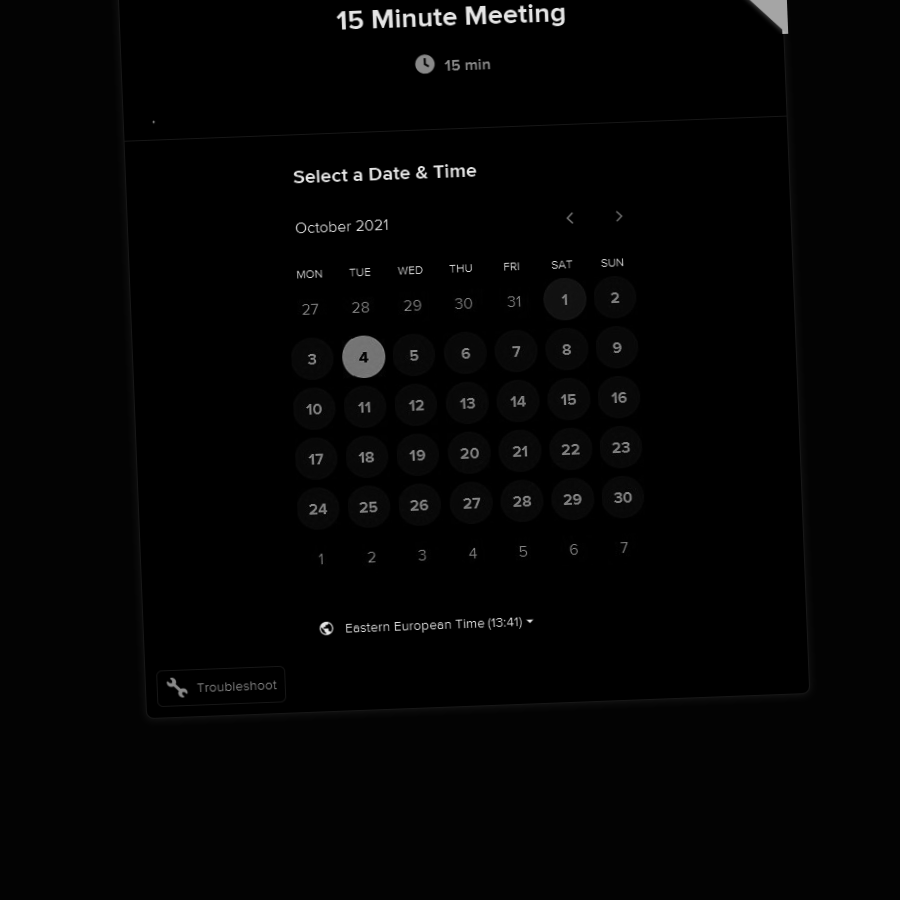 15 Minute Meeting
15 min
Select a Date & Time
October 2021
MON TUE WED THU FRI SAT SUN
27 28 29 30 31 1 2
3 4 5 6 7 8 9
10 11 12 13 14 15 16
17 18 19 20 21 22 23
24 25 26 27 28 29 30
1 2 3 4 5 6 7
Eastern European Time (13:41)
Troubleshoot